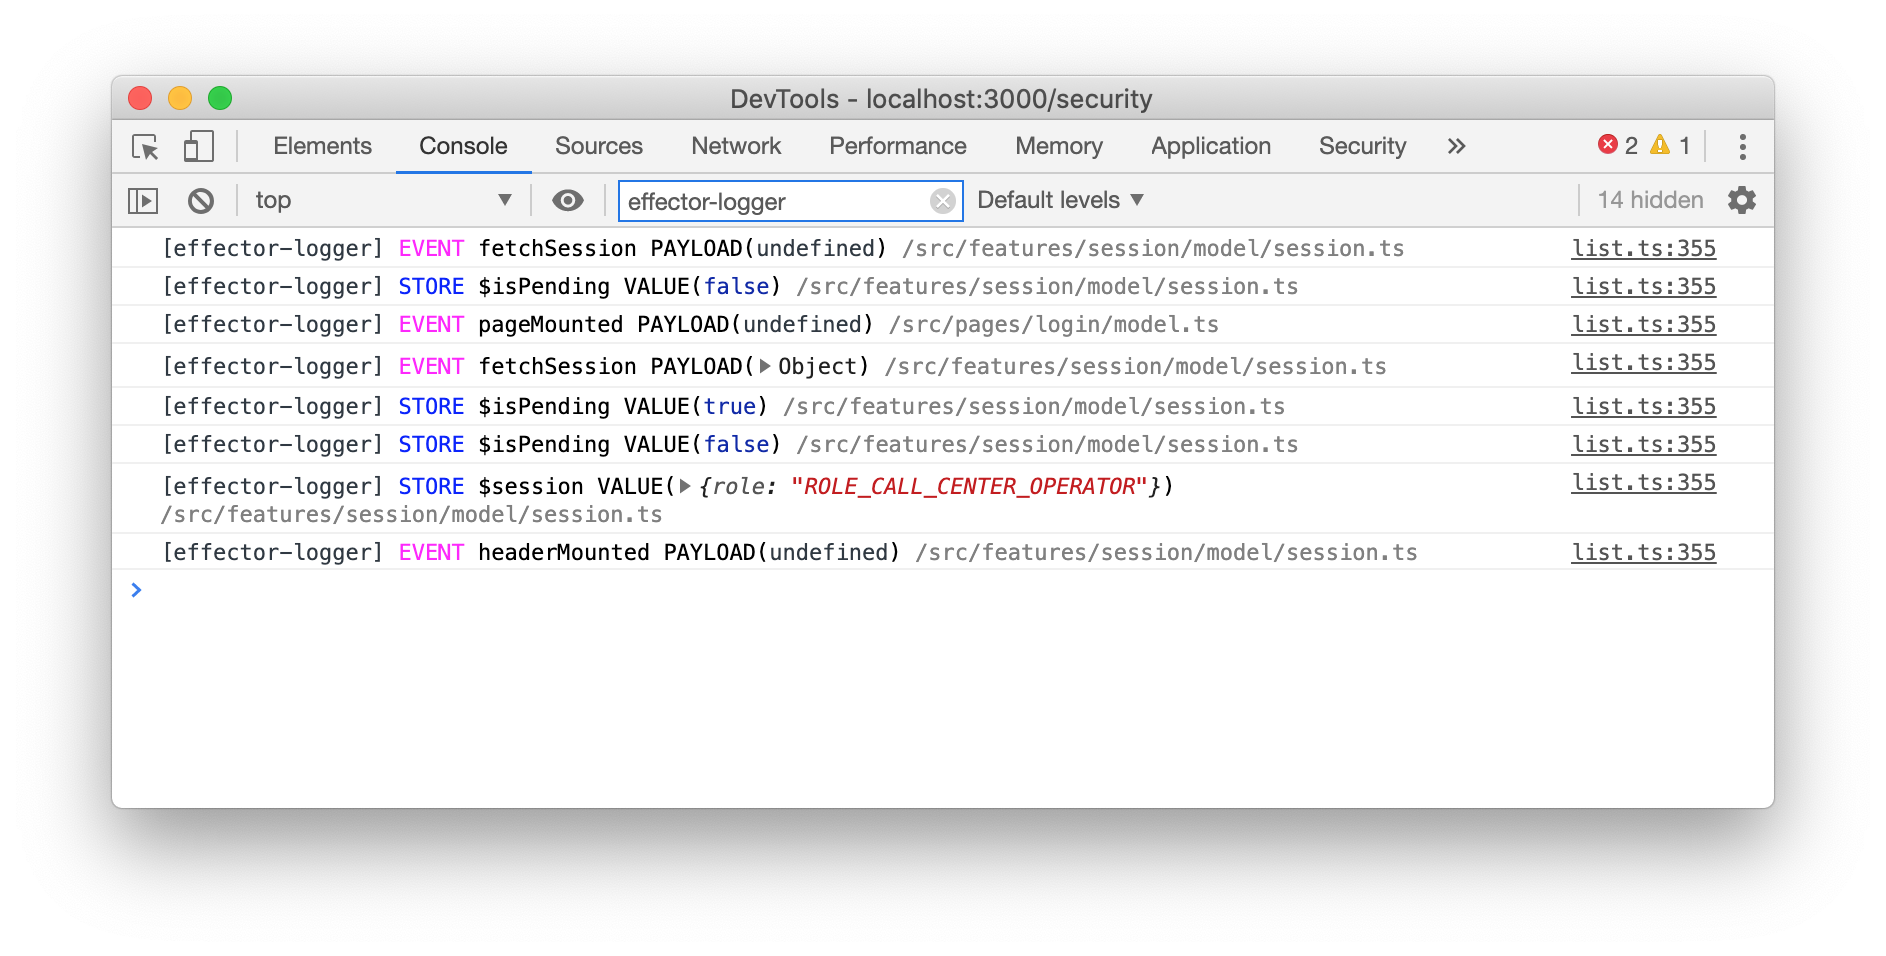 DevTools - localhost:3000/security
Elements Console Sources Network Performance Memory Application Security » 2 1
top ▼ effector-logger Default levels ▼ 14 hidden
[effector-logger] EVENT fetchSession PAYLOAD(undefined) /src/features/session/model/session.ts list.ts:355
[effector-logger] STORE $isPending VALUE(false) /src/features/session/model/session.ts list.ts:355
[effector-logger] EVENT pageMounted PAYLOAD(undefined) /src/pages/login/model.ts list.ts:355
[effector-logger] EVENT fetchSession PAYLOAD(▶Object) /src/features/session/model/session.ts list.ts:355
[effector-logger] STORE $isPending VALUE(true) /src/features/session/model/session.ts list.ts:355
[effector-logger] STORE $isPending VALUE(false) /src/features/session/model/session.ts list.ts:355
[effector-logger] STORE $session VALUE(▶{role: "ROLE_CALL_CENTER_OPERATOR"}) list.ts:355
/src/features/session/model/session.ts
[effector-logger] EVENT headerMounted PAYLOAD(undefined) /src/features/session/model/session.ts list.ts:355